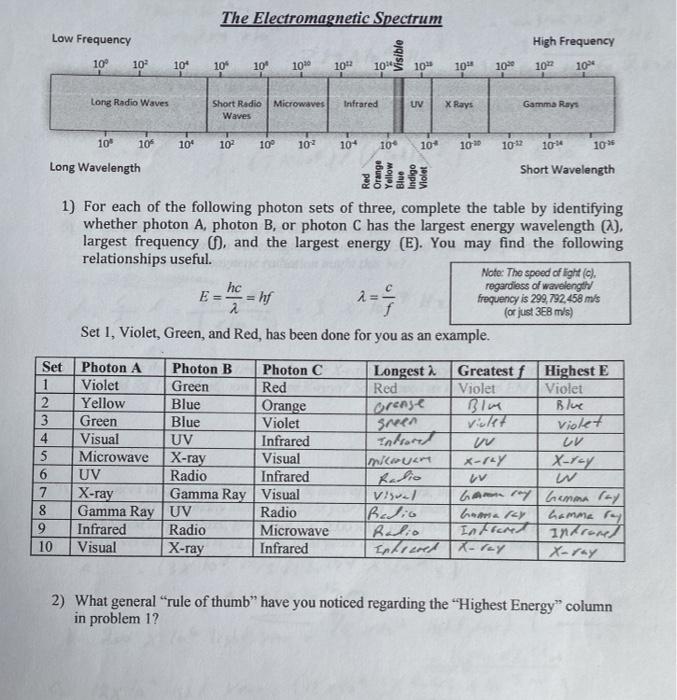 The Electromagnetic Spectrum
Low Frequency
High Frequency
10⁰ 10² 10⁴ 10⁶ 10⁸ 10¹⁰ 10¹² 10¹⁴ Visible 10¹⁶ 10¹⁸ 10²⁰ 10²² 10²⁴
Long Radio Waves Short Radio Waves Microwaves Infrared UV X Rays Gamma Rays
10⁸ 10⁶ 10⁴ 10² 10⁰ 10⁻² 10⁻⁴ 10⁻⁶ 10⁻⁸ 10⁻¹⁰ 10⁻¹² 10⁻¹⁴ 10⁻¹⁶
Long Wavelength
Red Orange Yellow Blue Indigo Violet
Short Wavelength
1) For each of the following photon sets of three, complete the table by identifying
whether photon A, photon B, or photon C has the largest energy wavelength (λ),
largest frequency (f), and the largest energy (E). You may find the following
relationships useful.
E = hc/λ = hf
λ = c/f
Note: The speed of light (c),
regardless of wavelength/
frequency is 299,792,458 m/s
(or just 3E8 m/s)
Set 1, Violet, Green, and Red, has been done for you as an example.
Set Photon A Photon B Photon C Longest λ Greatest f Highest E
1 Violet Green Red Red Violet Violet
2 Yellow Blue Orange orange Blue Blue
3 Green Blue Violet green violet Violet
4 Visual UV Infrared Infrared UV UV
5 Microwave X-ray Visual X-ray X-ray
6 UV Radio Infrared Radio UV UV
7 X-ray Gamma Ray Visual Visual Gamma ray Gamma ray
8 Gamma Ray UV Radio Radio Gamma ray Gamma ray
9 Infrared Radio Microwave Radio Infrared Infrared
10 Visual X-ray Infrared Infrared X-ray X-ray
2) What general “rule of thumb” have you noticed regarding the “Highest Energy” column
in problem 1?